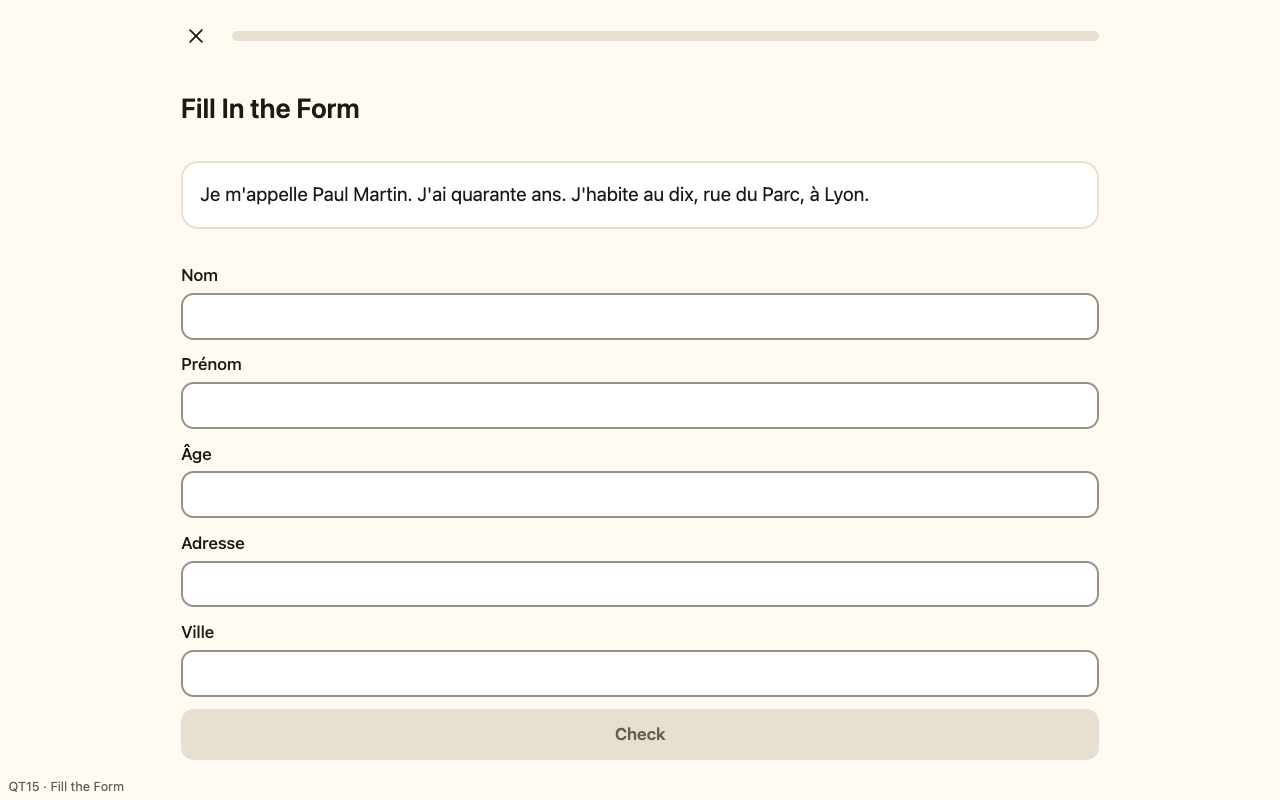 Fill In the Form
Je m'appelle Paul Martin. J'ai quarante ans. J'habite au dix, rue du Parc, à Lyon.
Nom
Prénom
Âge
Adresse
Ville
Check
QT15 · Fill the Form